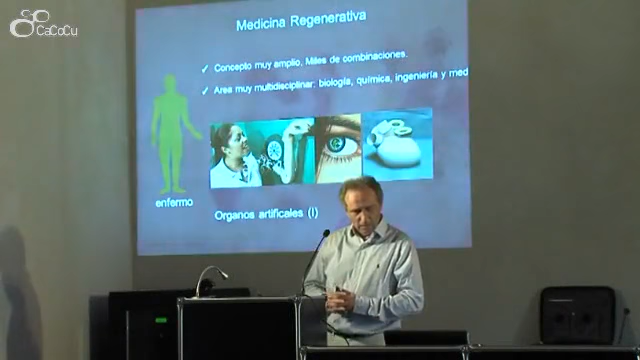 CaCoCu
Medicina Regenerativa
✓ Concepto muy amplio, Miles de combinaciones.
✓ Area muy multidisciplinar: biología, química, ingeniería y med
enfermo
Organos artificales (I)